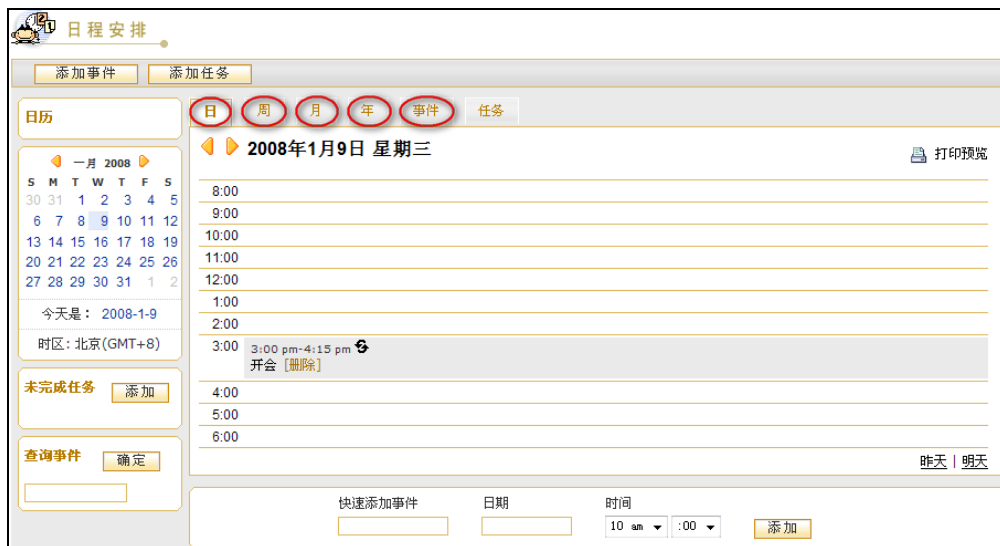 日程安排
添加事件 添加任务
日历
一月 2008
S M T W T F S
30 31 1 2 3 4 5
6 7 8 9 10 11 12
13 14 15 16 17 18 19
20 21 22 23 24 25 26
27 28 29 30 31 1 2
今天是： 2008-1-9
时区：北京(GMT+8)
未完成任务 添加
查询事件 确定
日 周 月 年 事件 任务
2008年1月9日 星期三
打印预览
8:00
9:00
10:00
11:00
12:00
1:00
2:00
3:00 3:00 pm-4:15 pm
开会 [删除]
4:00
5:00
6:00
昨天 | 明天
快速添加事件 日期 时间
10 am :00 添加